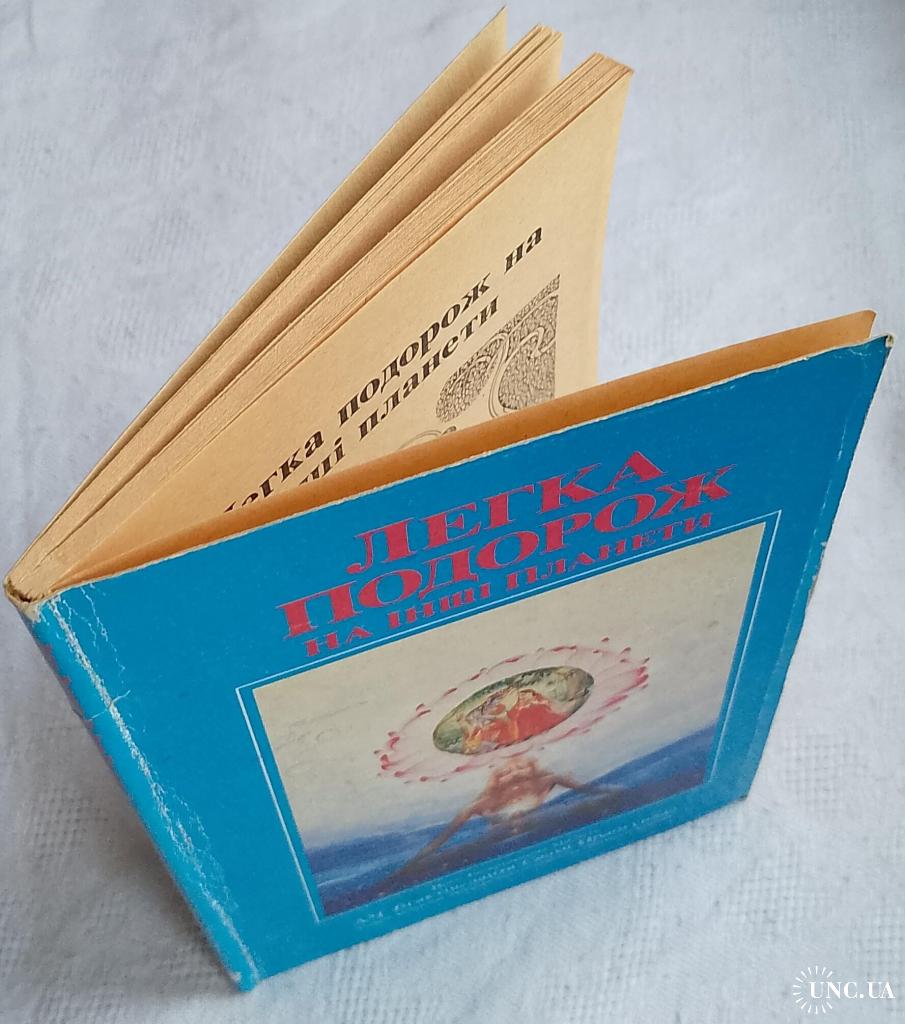 легка подорож на
інші планети
ЛЕГКА
ПОДОРОЖ
НА ІНШІ ПЛАНЕТИ
UNC.UA